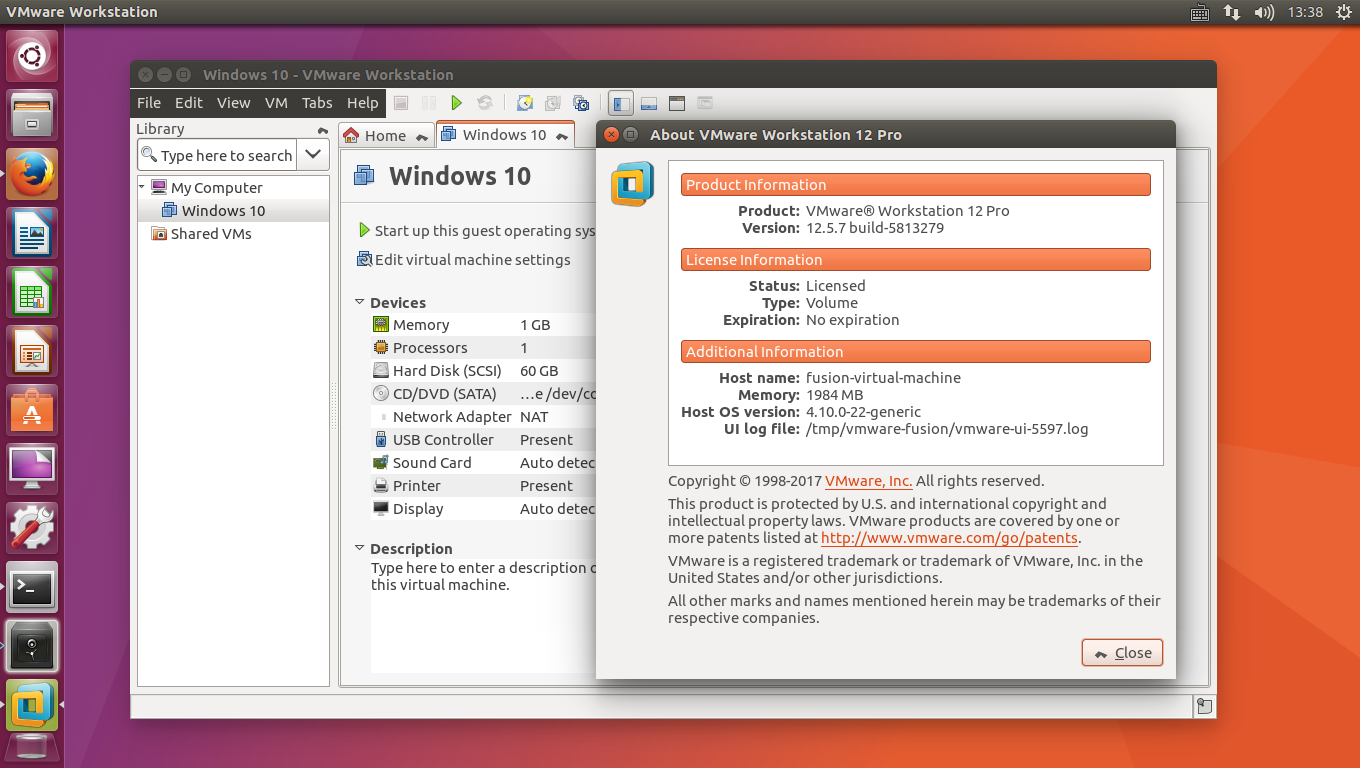 VMware Workstation
13:38
Windows 10 - VMware Workstation
File Edit View VM Tabs Help
Library
Type here to search
My Computer
Windows 10
Shared VMs
Home
Windows 10
Windows 10
Start up this guest operating sys
Edit virtual machine settings
Devices
Memory 1 GB
Processors 1
Hard Disk (SCSI) 60 GB
CD/DVD (SATA) ...e /dev/cd
Network Adapter NAT
USB Controller Present
Sound Card Auto detec
Printer Present
Display Auto detec
Description
Type here to enter a description o
this virtual machine.
About VMware Workstation 12 Pro
Product Information
Product: VMware® Workstation 12 Pro
Version: 12.5.7 build-5813279
License Information
Status: Licensed
Type: Volume
Expiration: No expiration
Additional Information
Host name: fusion-virtual-machine
Memory: 1984 MB
Host OS version: 4.10.0-22-generic
UI log file: /tmp/vmware-fusion/vmware-ui-5597.log
Copyright © 1998-2017 VMware, Inc. All rights reserved.
This product is protected by U.S. and international copyright and
intellectual property laws. VMware products are covered by one or
more patents listed at http://www.vmware.com/go/patents.
VMware is a registered trademark or trademark of VMware, Inc. in the
United States and/or other jurisdictions.
All other marks and names mentioned herein may be trademarks of their
respective companies.
Close